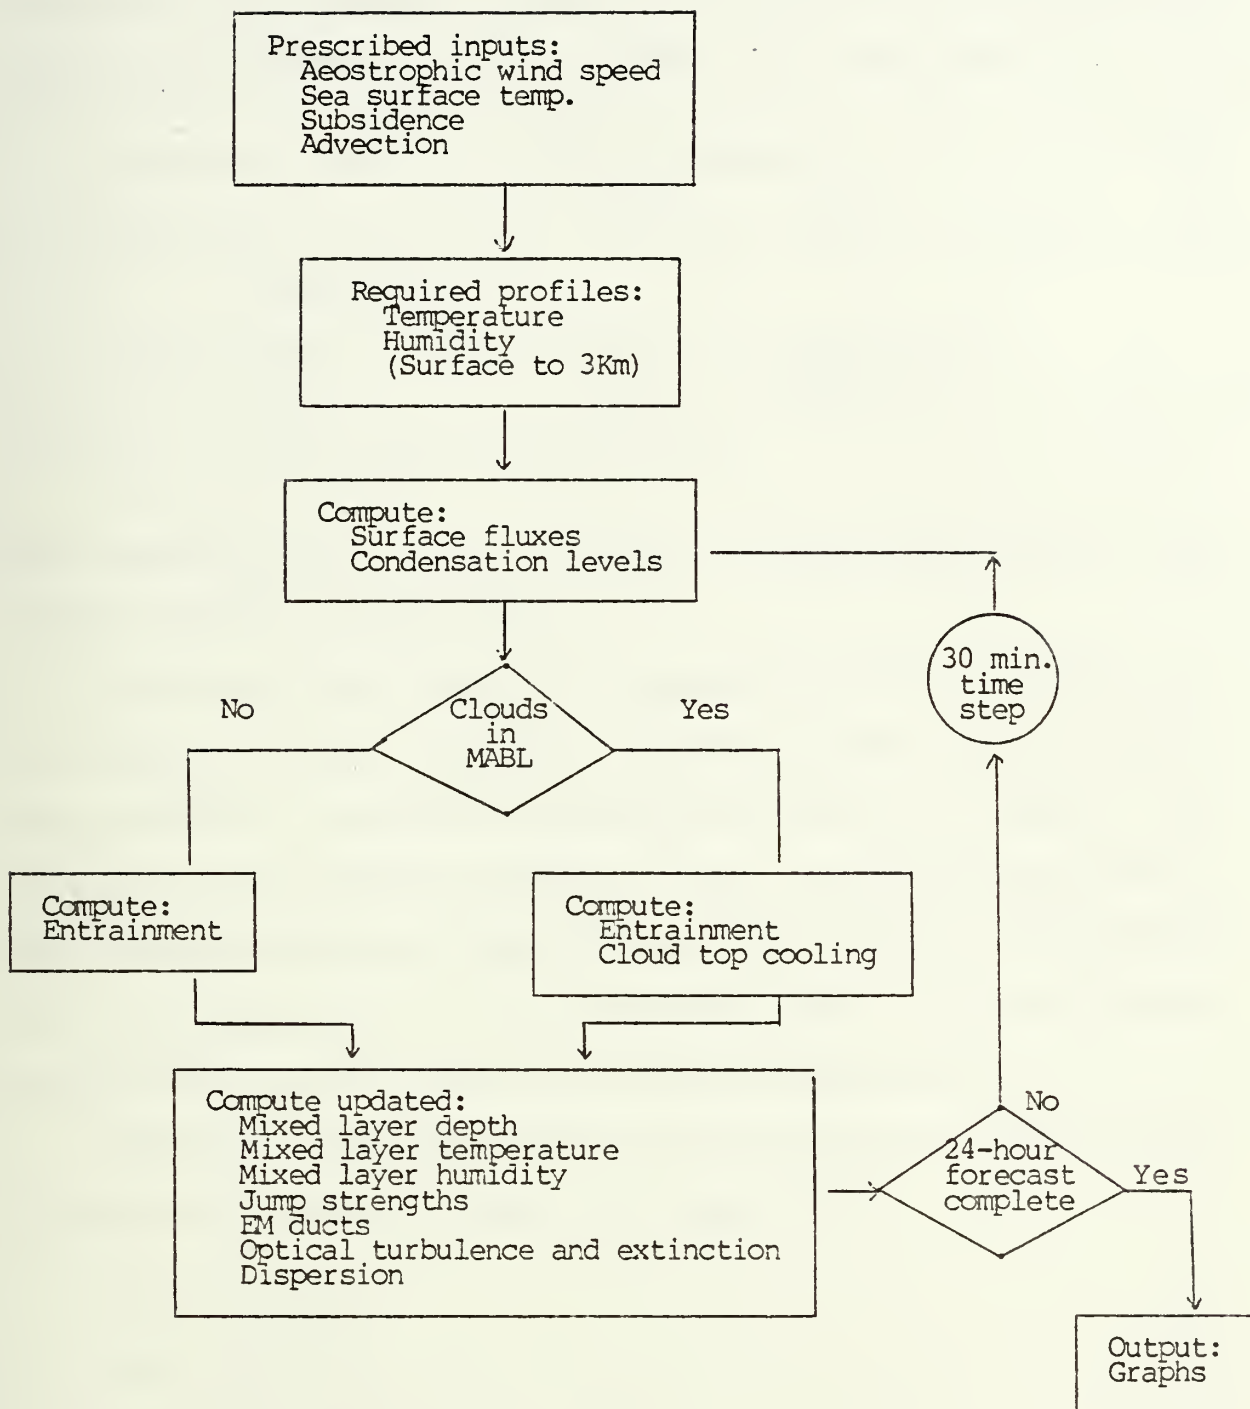 Prescribed inputs:
Aeostrophic wind speed
Sea surface temp.
Subsidence
Advection
Required profiles:
Temperature
Humidity
(Surface to 3Km)
Compute:
Surface fluxes
Condensation levels
30 min.
time
step
No
Clouds
in
MABL
Yes
Compute:
Entrainment
Compute:
Entrainment
Cloud top cooling
Compute updated:
Mixed layer depth
Mixed layer temperature
Mixed layer humidity
Jump strengths
EM ducts
Optical turbulence and extinction
Dispersion
No
24-hour
forecast
complete
Yes
Output:
Graphs